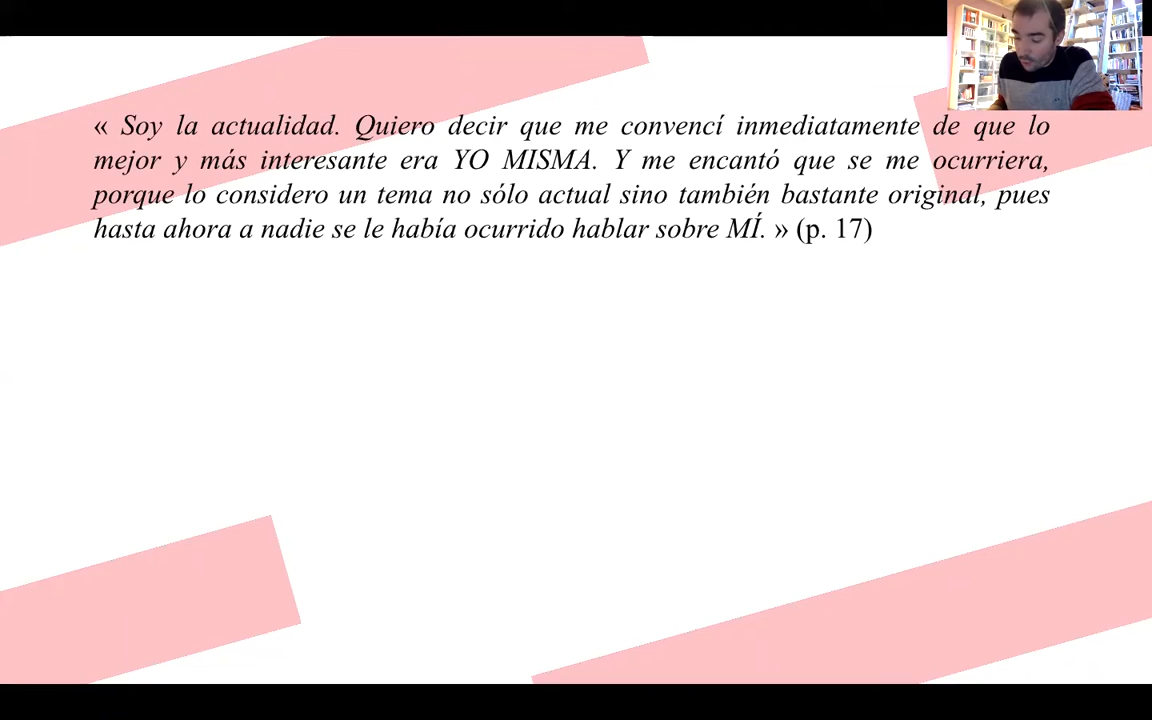 « Soy la actualidad. Quiero decir que me convencí inmediatamente de que lo
mejor y más interesante era YO MISMA. Y me encantó que se me ocurriera,
porque lo considero un tema no sólo actual sino también bastante original, pues
hasta ahora a nadie se le había ocurrido hablar sobre MÍ. » (p. 17)